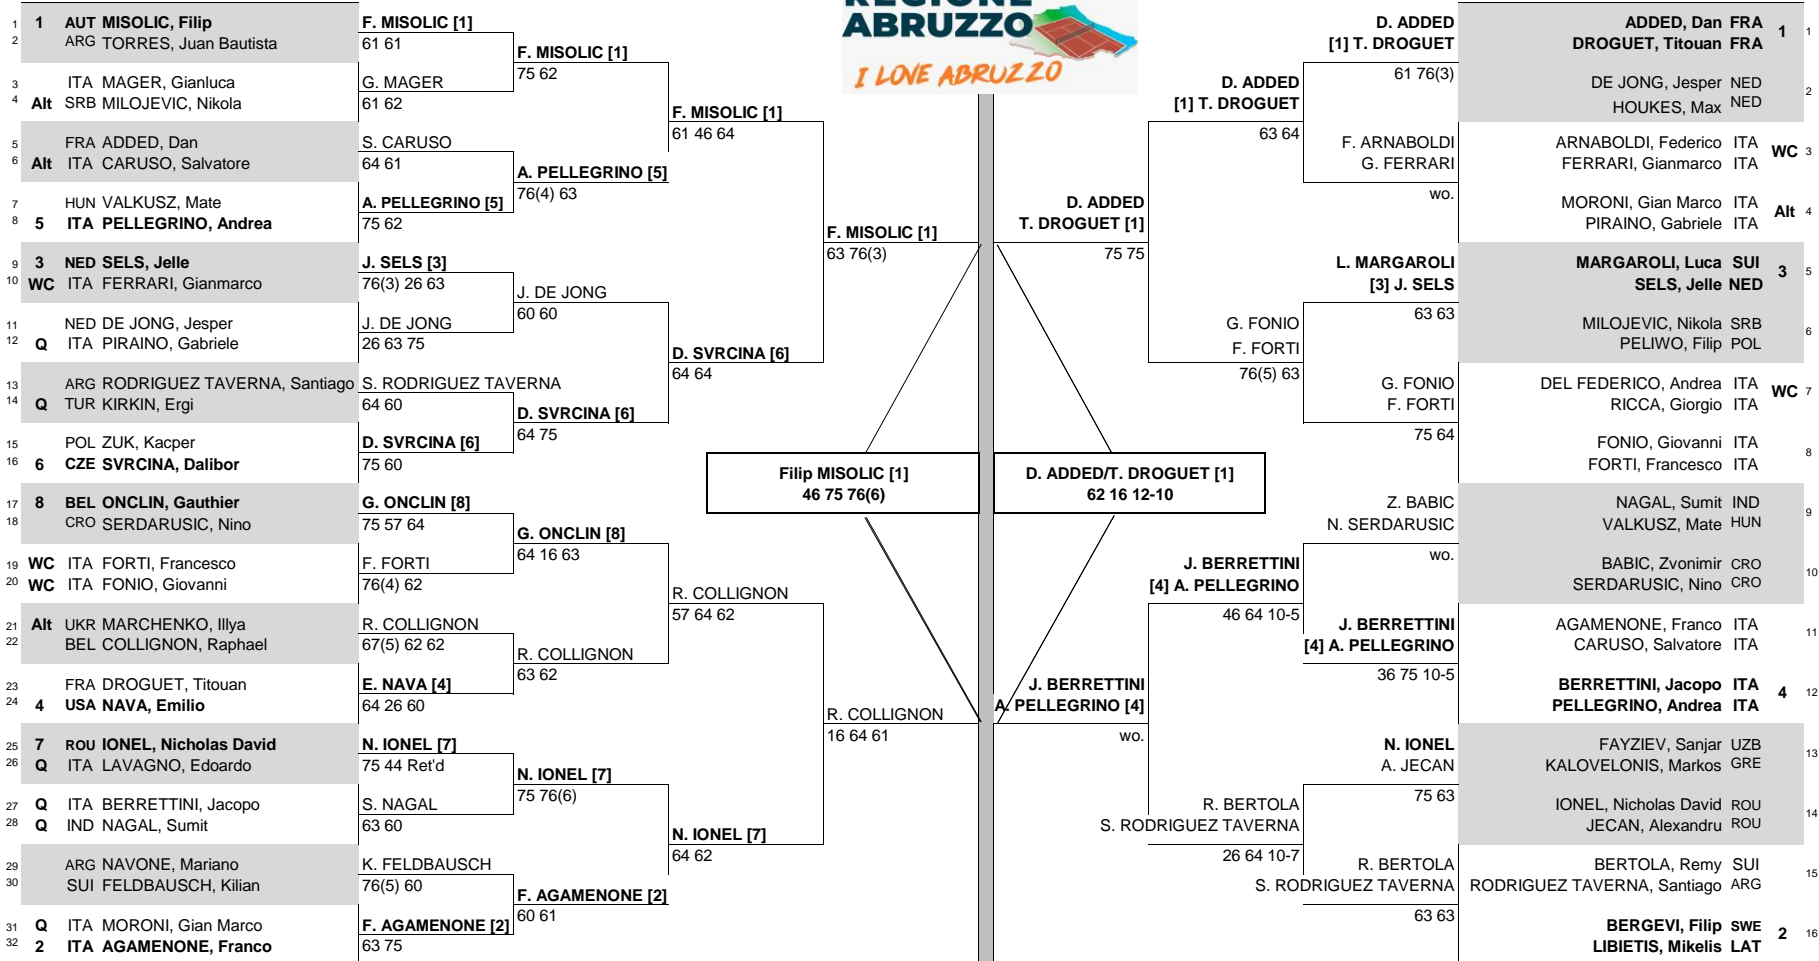 REGIONE
ABRUZZO
I LOVE ABRUZZO
1 1 AUT MISOLIC, Filip
2 ARG TORRES, Juan Bautista
3 ITA MAGER, Gianluca
4 Alt SRB MILOJEVIC, Nikola
5 FRA ADDED, Dan
6 Alt ITA CARUSO, Salvatore
7 HUN VALKUSZ, Mate
8 5 ITA PELLEGRINO, Andrea
9 3 NED SELS, Jelle
10 WC ITA FERRARI, Gianmarco
11 NED DE JONG, Jesper
12 Q ITA PIRAINO, Gabriele
13 ARG RODRIGUEZ TAVERNA, Santiago
14 Q TUR KIRKIN, Ergi
15 POL ZUK, Kacper
16 6 CZE SVRCINA, Dalibor
17 8 BEL ONCLIN, Gauthier
18 CRO SERDARUSIC, Nino
19 WC ITA FORTI, Francesco
20 WC ITA FONIO, Giovanni
21 Alt UKR MARCHENKO, Illya
22 BEL COLLIGNON, Raphael
23 FRA DROGUET, Titouan
24 4 USA NAVA, Emilio
25 7 ROU IONEL, Nicholas David
26 Q ITA LAVAGNO, Edoardo
27 Q ITA BERRETTINI, Jacopo
28 Q IND NAGAL, Sumit
29 ARG NAVONE, Mariano
30 SUI FELDBAUSCH, Kilian
31 Q ITA MORONI, Gian Marco
32 2 ITA AGAMENONE, Franco
F. MISOLIC [1]
61 61
G. MAGER
61 62
S. CARUSO
64 61
A. PELLEGRINO [5]
75 62
J. SELS [3]
76(3) 26 63
J. DE JONG
26 63 75
S. RODRIGUEZ TAVERNA
64 60
D. SVRCINA [6]
75 60
G. ONCLIN [8]
75 57 64
F. FORTI
76(4) 62
R. COLLIGNON
67(5) 62 62
E. NAVA [4]
64 26 60
N. IONEL [7]
75 44 Ret'd
S. NAGAL
63 60
K. FELDBAUSCH
76(5) 60
F. AGAMENONE [2]
63 75
F. MISOLIC [1]
75 62
A. PELLEGRINO [5]
76(4) 63
J. DE JONG
60 60
D. SVRCINA [6]
64 75
G. ONCLIN [8]
64 16 63
R. COLLIGNON
63 62
N. IONEL [7]
75 76(6)
F. AGAMENONE [2]
60 61
F. MISOLIC [1]
61 46 64
D. SVRCINA [6]
64 64
R. COLLIGNON
57 64 62
N. IONEL [7]
64 62
F. MISOLIC [1]
63 76(3)
R. COLLIGNON
16 64 61
Filip MISOLIC [1]
46 75 76(6)
D. ADDED/T. DROGUET [1]
62 16 12-10
D. ADDED
T. DROGUET [1]
75 75
J. BERRETTINI
A. PELLEGRINO [4]
wo.
D. ADDED
[1] T. DROGUET
63 64
G. FONIO
F. FORTI
76(5) 63
J. BERRETTINI
[4] A. PELLEGRINO
46 64 10-5
R. BERTOLA
S. RODRIGUEZ TAVERNA
26 64 10-7
D. ADDED
[1] T. DROGUET
61 76(3)
F. ARNABOLDI
G. FERRARI
wo.
L. MARGAROLI
[3] J. SELS
63 63
G. FONIO
F. FORTI
75 64
Z. BABIC
N. SERDARUSIC
wo.
J. BERRETTINI
[4] A. PELLEGRINO
36 75 10-5
N. IONEL
A. JECAN
75 63
R. BERTOLA
S. RODRIGUEZ TAVERNA
63 63
ADDED, Dan FRA 1 1
DROGUET, Titouan FRA
DE JONG, Jesper NED 2
HOUKES, Max NED
ARNABOLDI, Federico ITA WC 3
FERRARI, Gianmarco ITA
MORONI, Gian Marco ITA Alt 4
PIRAINO, Gabriele ITA
MARGAROLI, Luca SUI 3 5
SELS, Jelle NED
MILOJEVIC, Nikola SRB 6
PELIWO, Filip POL
DEL FEDERICO, Andrea ITA WC 7
RICCA, Giorgio ITA
FONIO, Giovanni ITA 8
FORTI, Francesco ITA
NAGAL, Sumit IND 9
VALKUSZ, Mate HUN
BABIC, Zvonimir CRO 10
SERDARUSIC, Nino CRO
AGAMENONE, Franco ITA 11
CARUSO, Salvatore ITA
BERRETTINI, Jacopo ITA 4 12
PELLEGRINO, Andrea ITA
FAYZIEV, Sanjar UZB 13
KALOVELONIS, Markos GRE
IONEL, Nicholas David ROU 14
JECAN, Alexandru ROU
BERTOLA, Remy SUI 15
RODRIGUEZ TAVERNA, Santiago ARG
BERGEVI, Filip SWE 2 16
LIBIETIS, Mikelis LAT